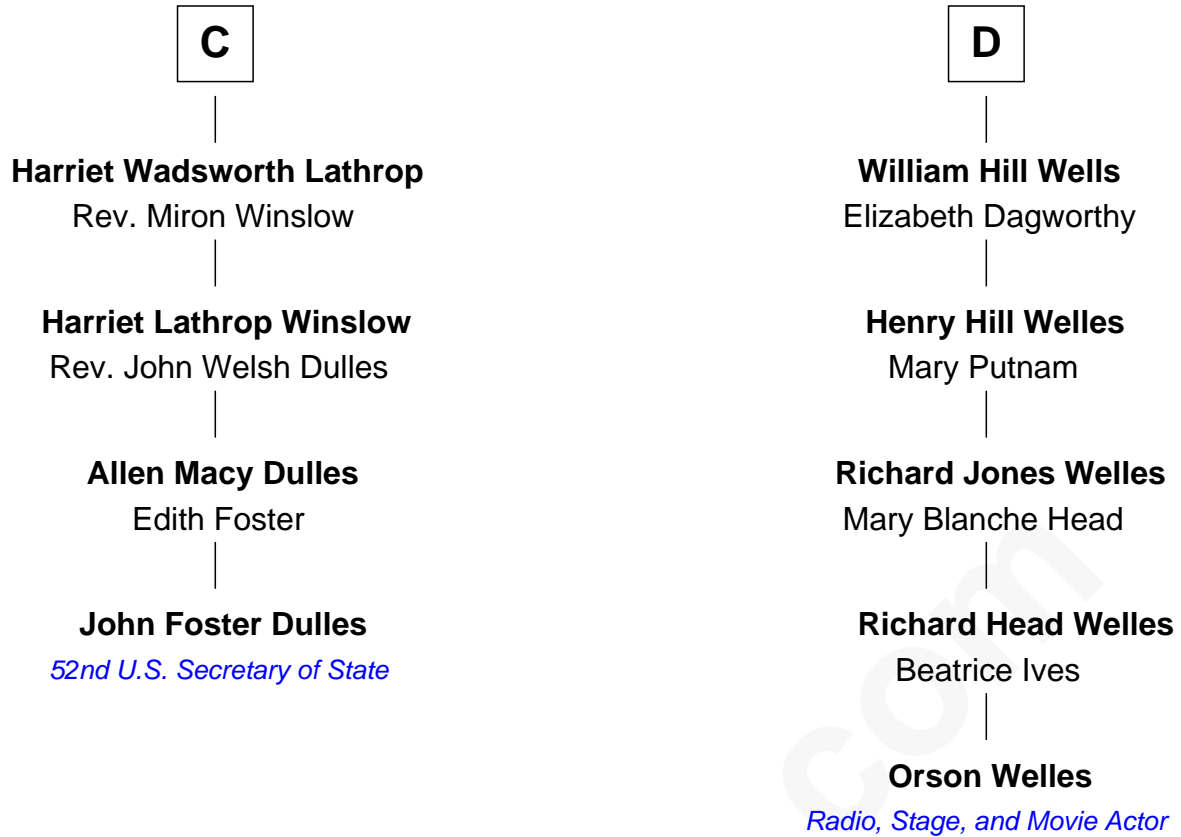 C
Harriet Wadsworth Lathrop
Rev. Miron Winslow
Harriet Lathrop Winslow
Rev. John Welsh Dulles
Allen Macy Dulles
Edith Foster
John Foster Dulles
52nd U.S. Secretary of State
D
William Hill Wells
Elizabeth Dagworthy
Henry Hill Welles
Mary Putnam
Richard Jones Welles
Mary Blanche Head
Richard Head Welles
Beatrice Ives
Orson Welles
Radio, Stage, and Movie Actor
com